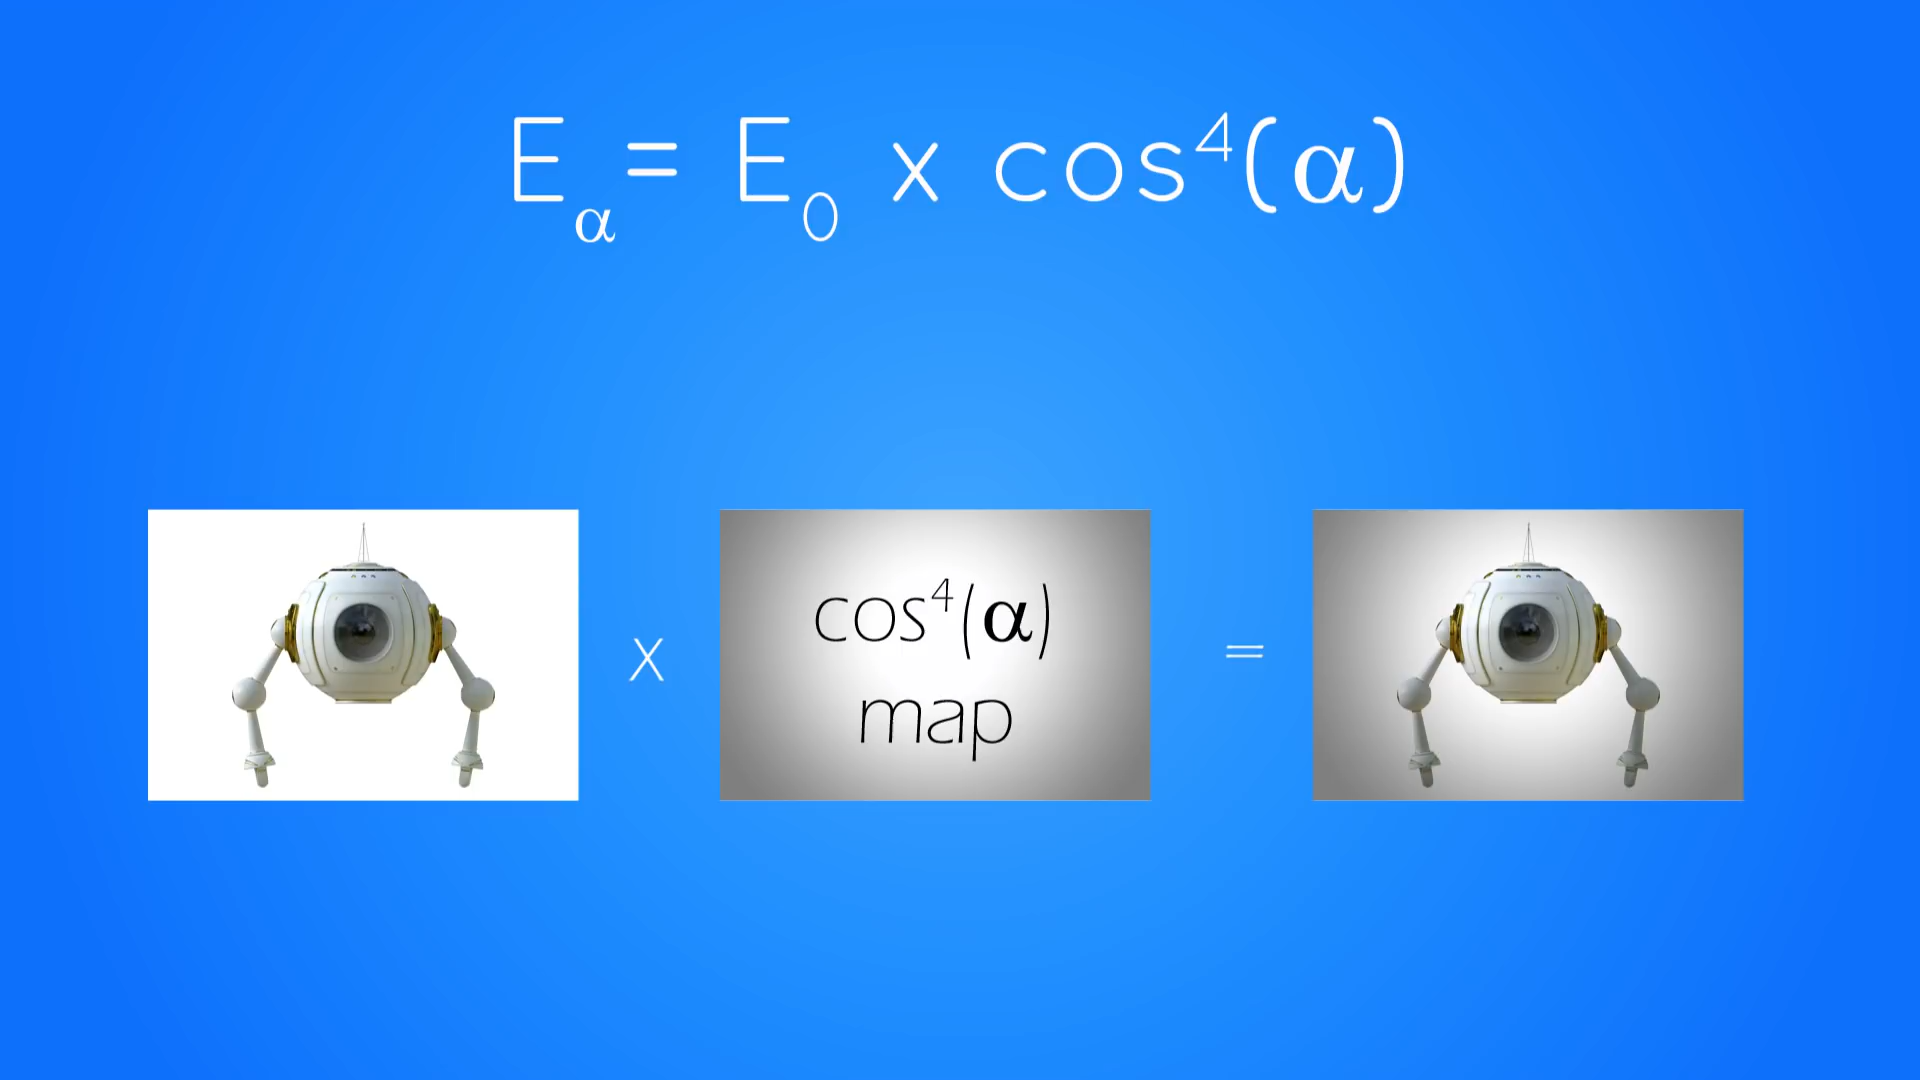 Eα = E0 x cos⁴(α)
x
cos⁴(α)
map
=